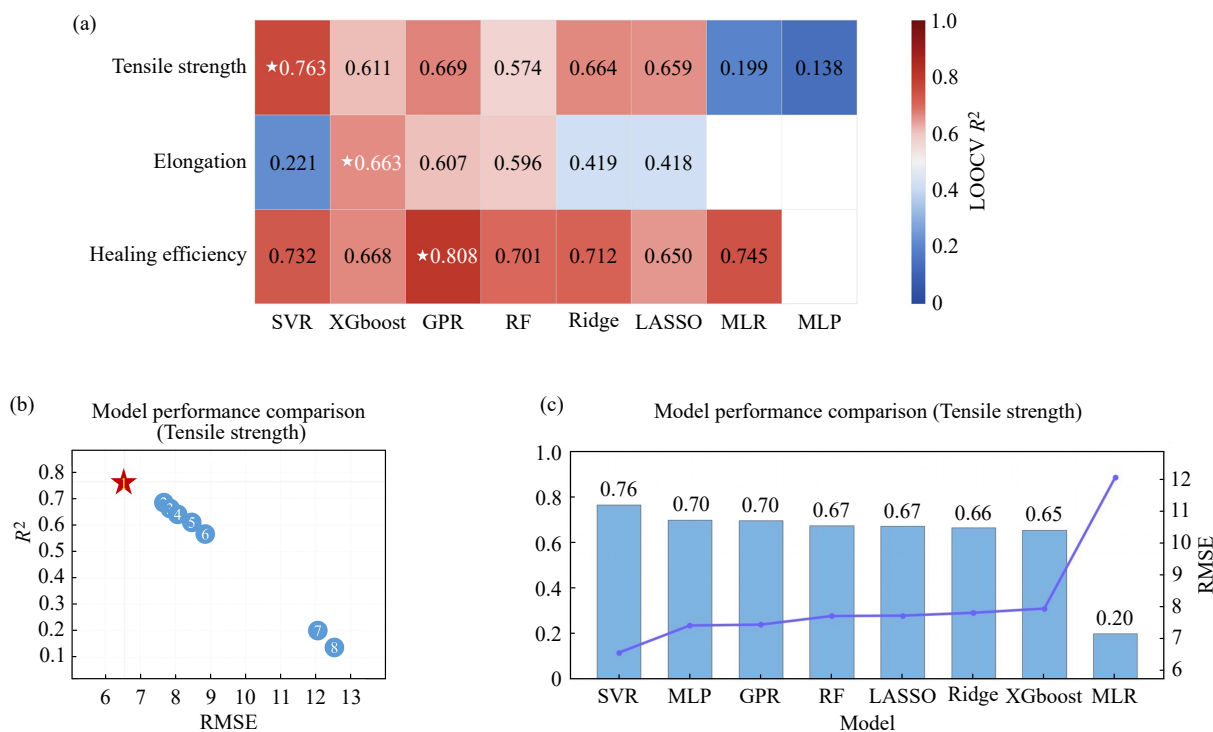 (a)
Tensile strength
★0.763 0.611 0.669 0.574 0.664 0.659 0.199 0.138
Elongation
0.221 ★0.663 0.607 0.596 0.419 0.418
Healing efficiency
0.732 0.668 ★0.808 0.701 0.712 0.650 0.745
SVR XGboost GPR RF Ridge LASSO MLR MLP
1.0
0.8
0.6
0.4
0.2
0
LOOCV R²
(b)
Model performance comparison
(Tensile strength)
R²
0.8
0.7
0.6
0.5
0.4
0.3
0.2
0.1
1
4
5
6
7
8
6 7 8 9 10 11 12 13
RMSE
(c)
Model performance comparison (Tensile strength)
1.0
0.8
0.6
0.4
0.2
0
0.76 0.70 0.70 0.67 0.67 0.66 0.65 0.20
12
11
10
9
8
7
6
RMSE
SVR MLP GPR RF LASSO Ridge XGboost MLR
Model